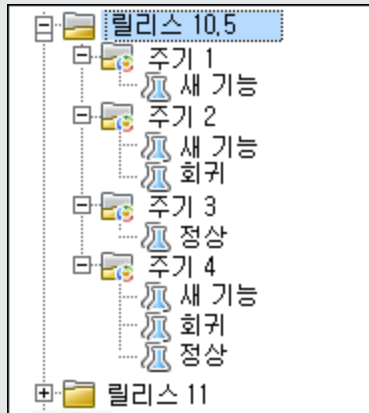 릴리스 10,5
주기 1
새 기능
주기 2
새 기능
회귀
주기 3
정상
주기 4
새 기능
회귀
정상
릴리스 11